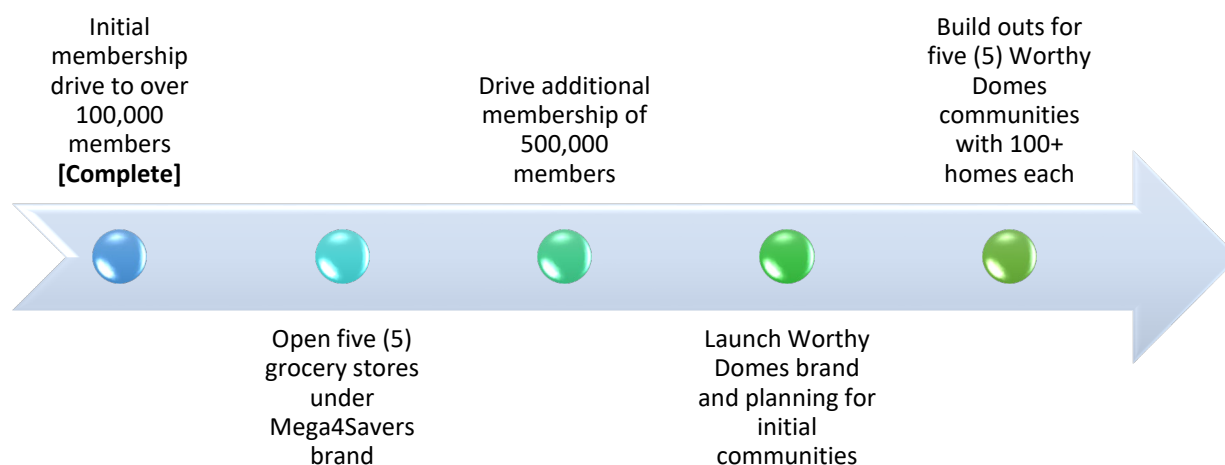 Initial
membership
drive to over
100,000
members
[Complete]
Open five (5)
grocery stores
under
Mega4Savers
brand
Drive additional
membership of
500,000
members
Launch Worthy
Domes brand
and planning for
initial
communities
Build outs for
five (5) Worthy
Domes
communities
with 100+
homes each